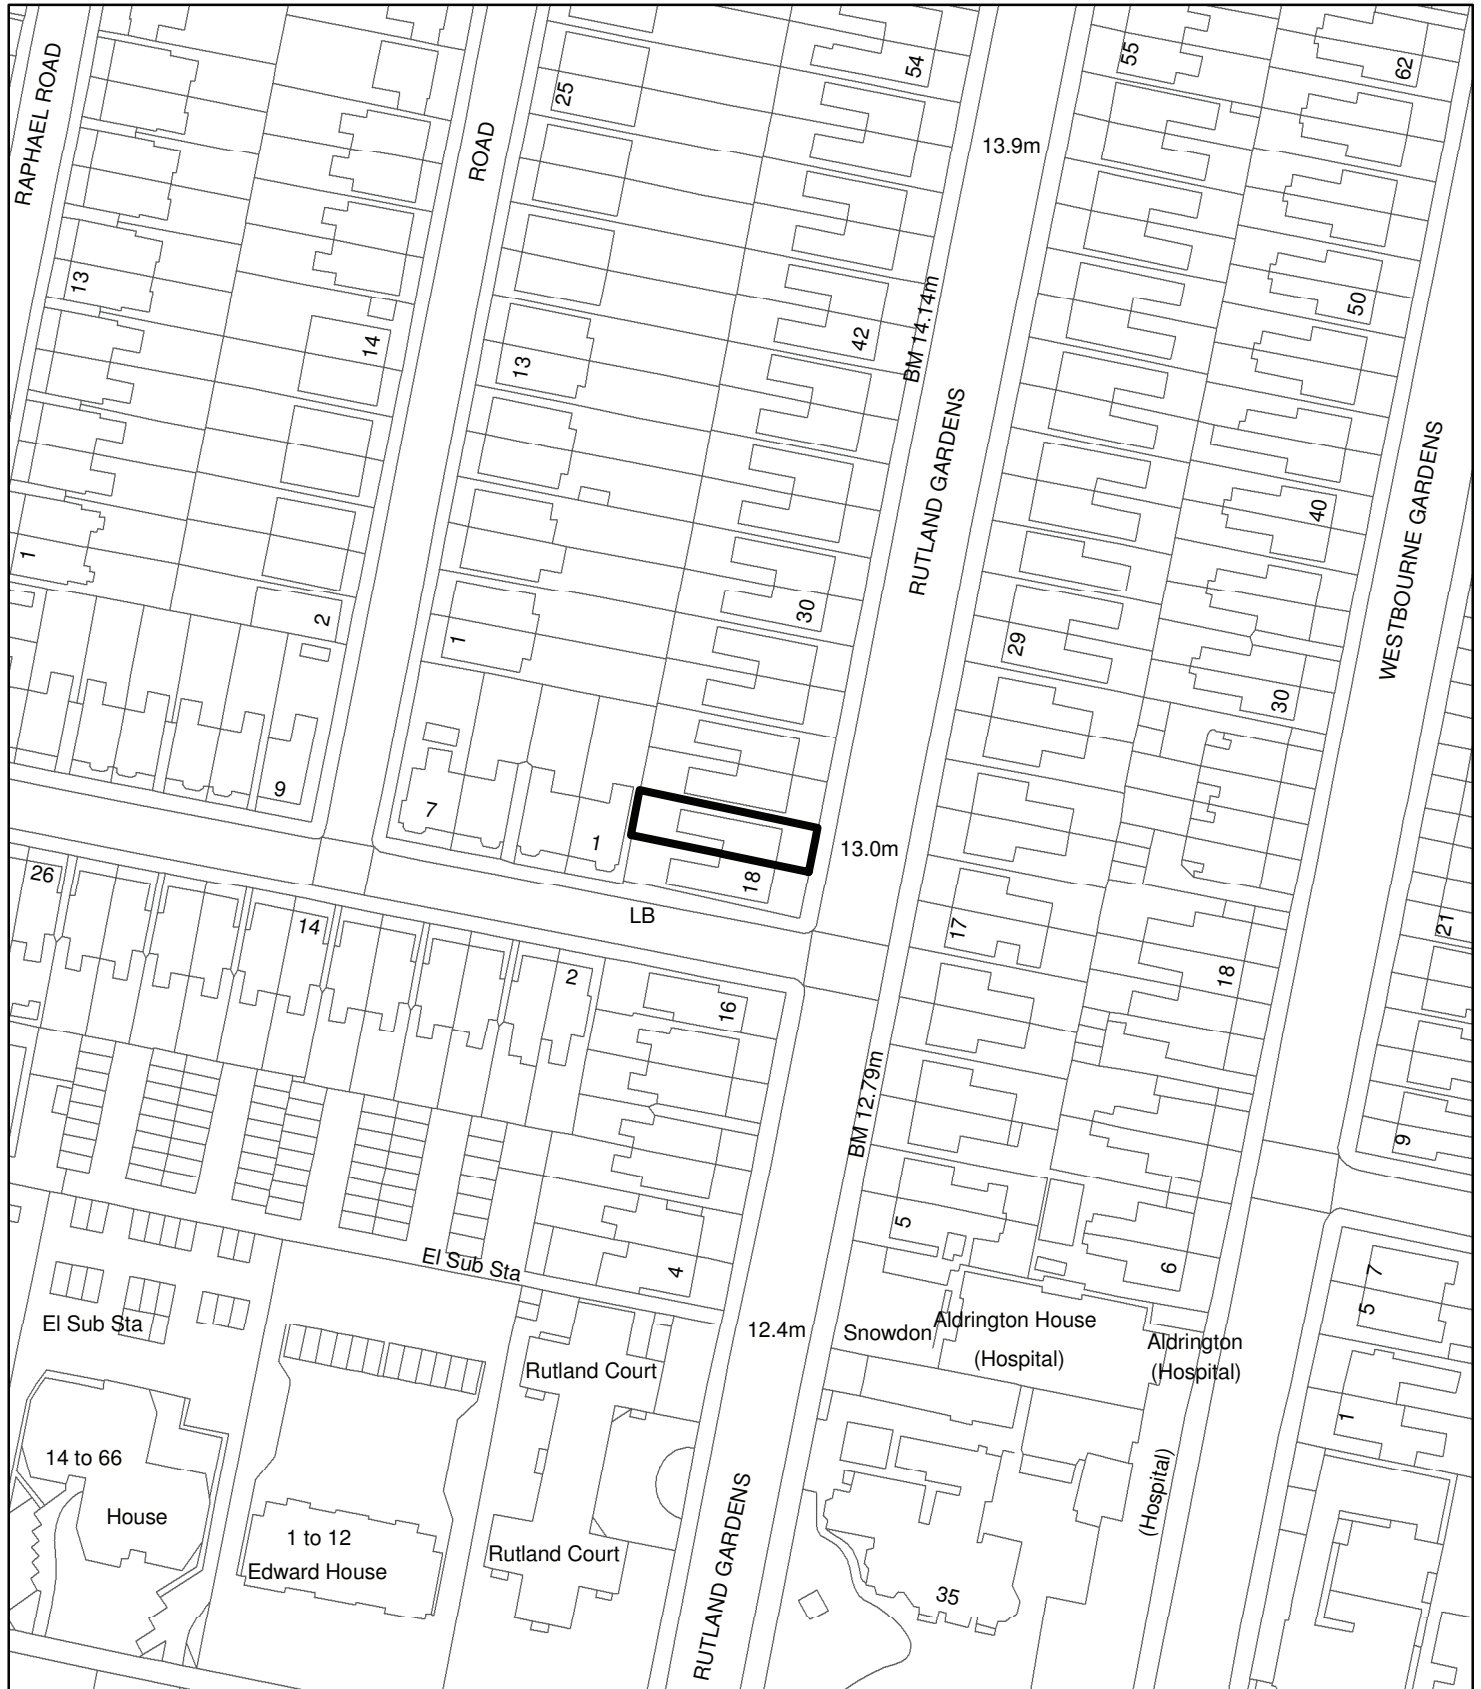 RAPHAEL ROAD
ROAD
25
54
55
62
13.9m
13
14
13
42
BM 14.14m
50
RUTLAND GARDENS
WESTBOURNE GARDENS
40
1
2
1
30
29
30
9
7
1
18
13.0m
LB
26
14
2
16
17
18
21
BM 12.79m
9
5
6
4
El Sub Sta
El Sub Sta
7
5
12.4m
Snowdon
Aldrington House
(Hospital)
Aldrington
(Hospital)
Rutland Court
1
14 to 66
House
1 to 12
Edward House
Rutland Court
RUTLAND GARDENS
(Hospital)
35